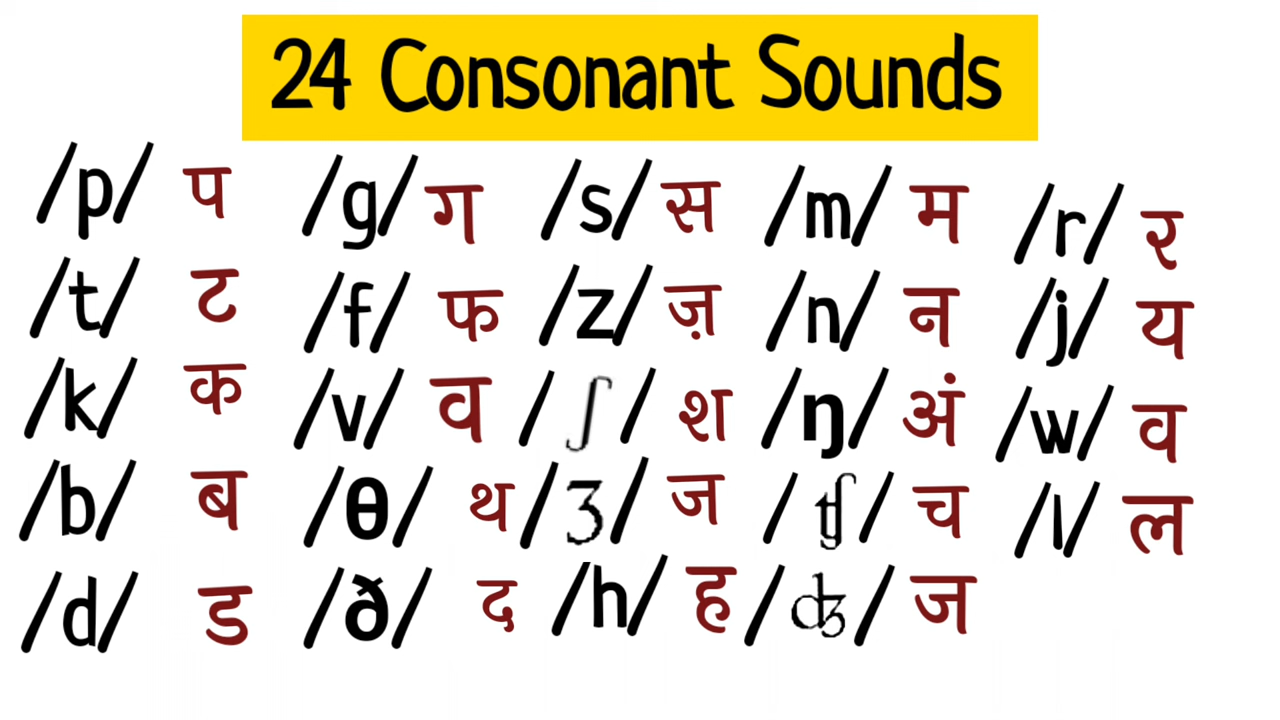 24 Consonant Sounds
/p/ प /g/ ग /s/ स /m/ म /r/ र
/t/ ट /f/ फ /z/ ज़ /n/ न /j/ य
/k/ क /v/ व /ʃ/ श /ŋ/ अं /w/ व
/b/ ब /θ/ थ /ʒ/ ज /ʧ/ च /l/ ल
/d/ ड /ð/ द /h/ ह /ʤ/ ज